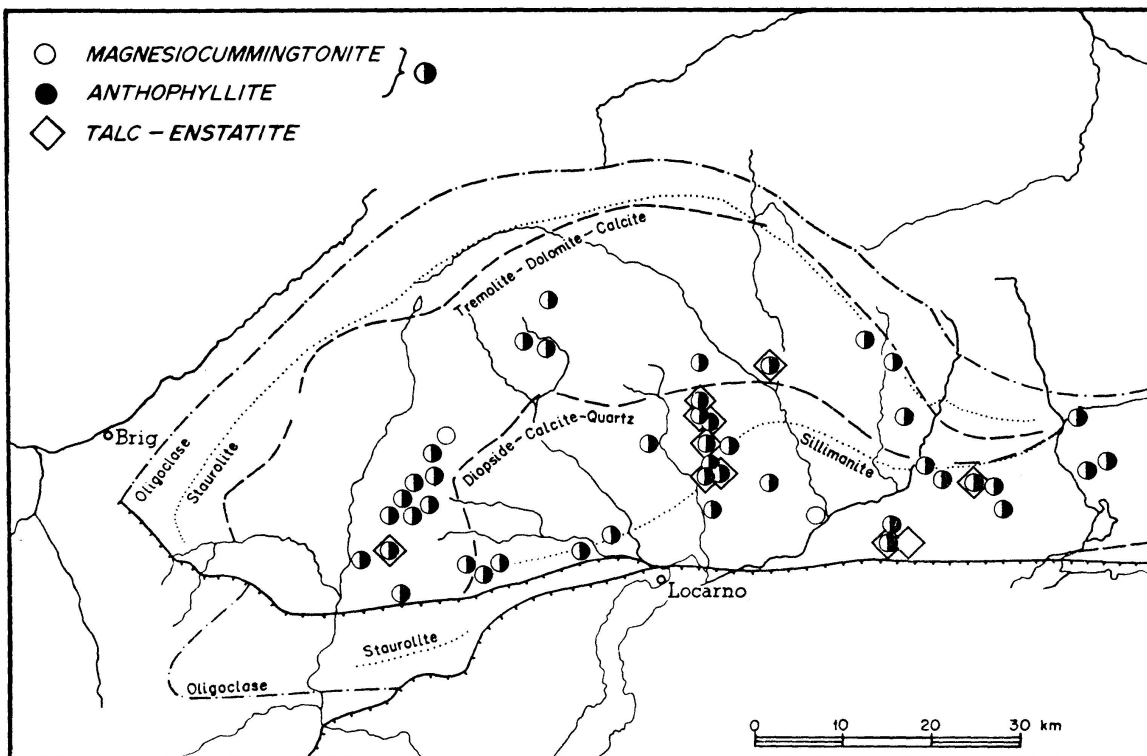 MAGNESIOCUMMINGTONITE
ANTHOPHYLLITE
TALC – ENSTATITE
Tremolite – Dolomite – Calcite
Brig
Oligoclase
Staurolite
Diopside – Calcite – Quartz
Sillimanite
Locarno
Staurolite
Oligoclase
0 10 20 30 km